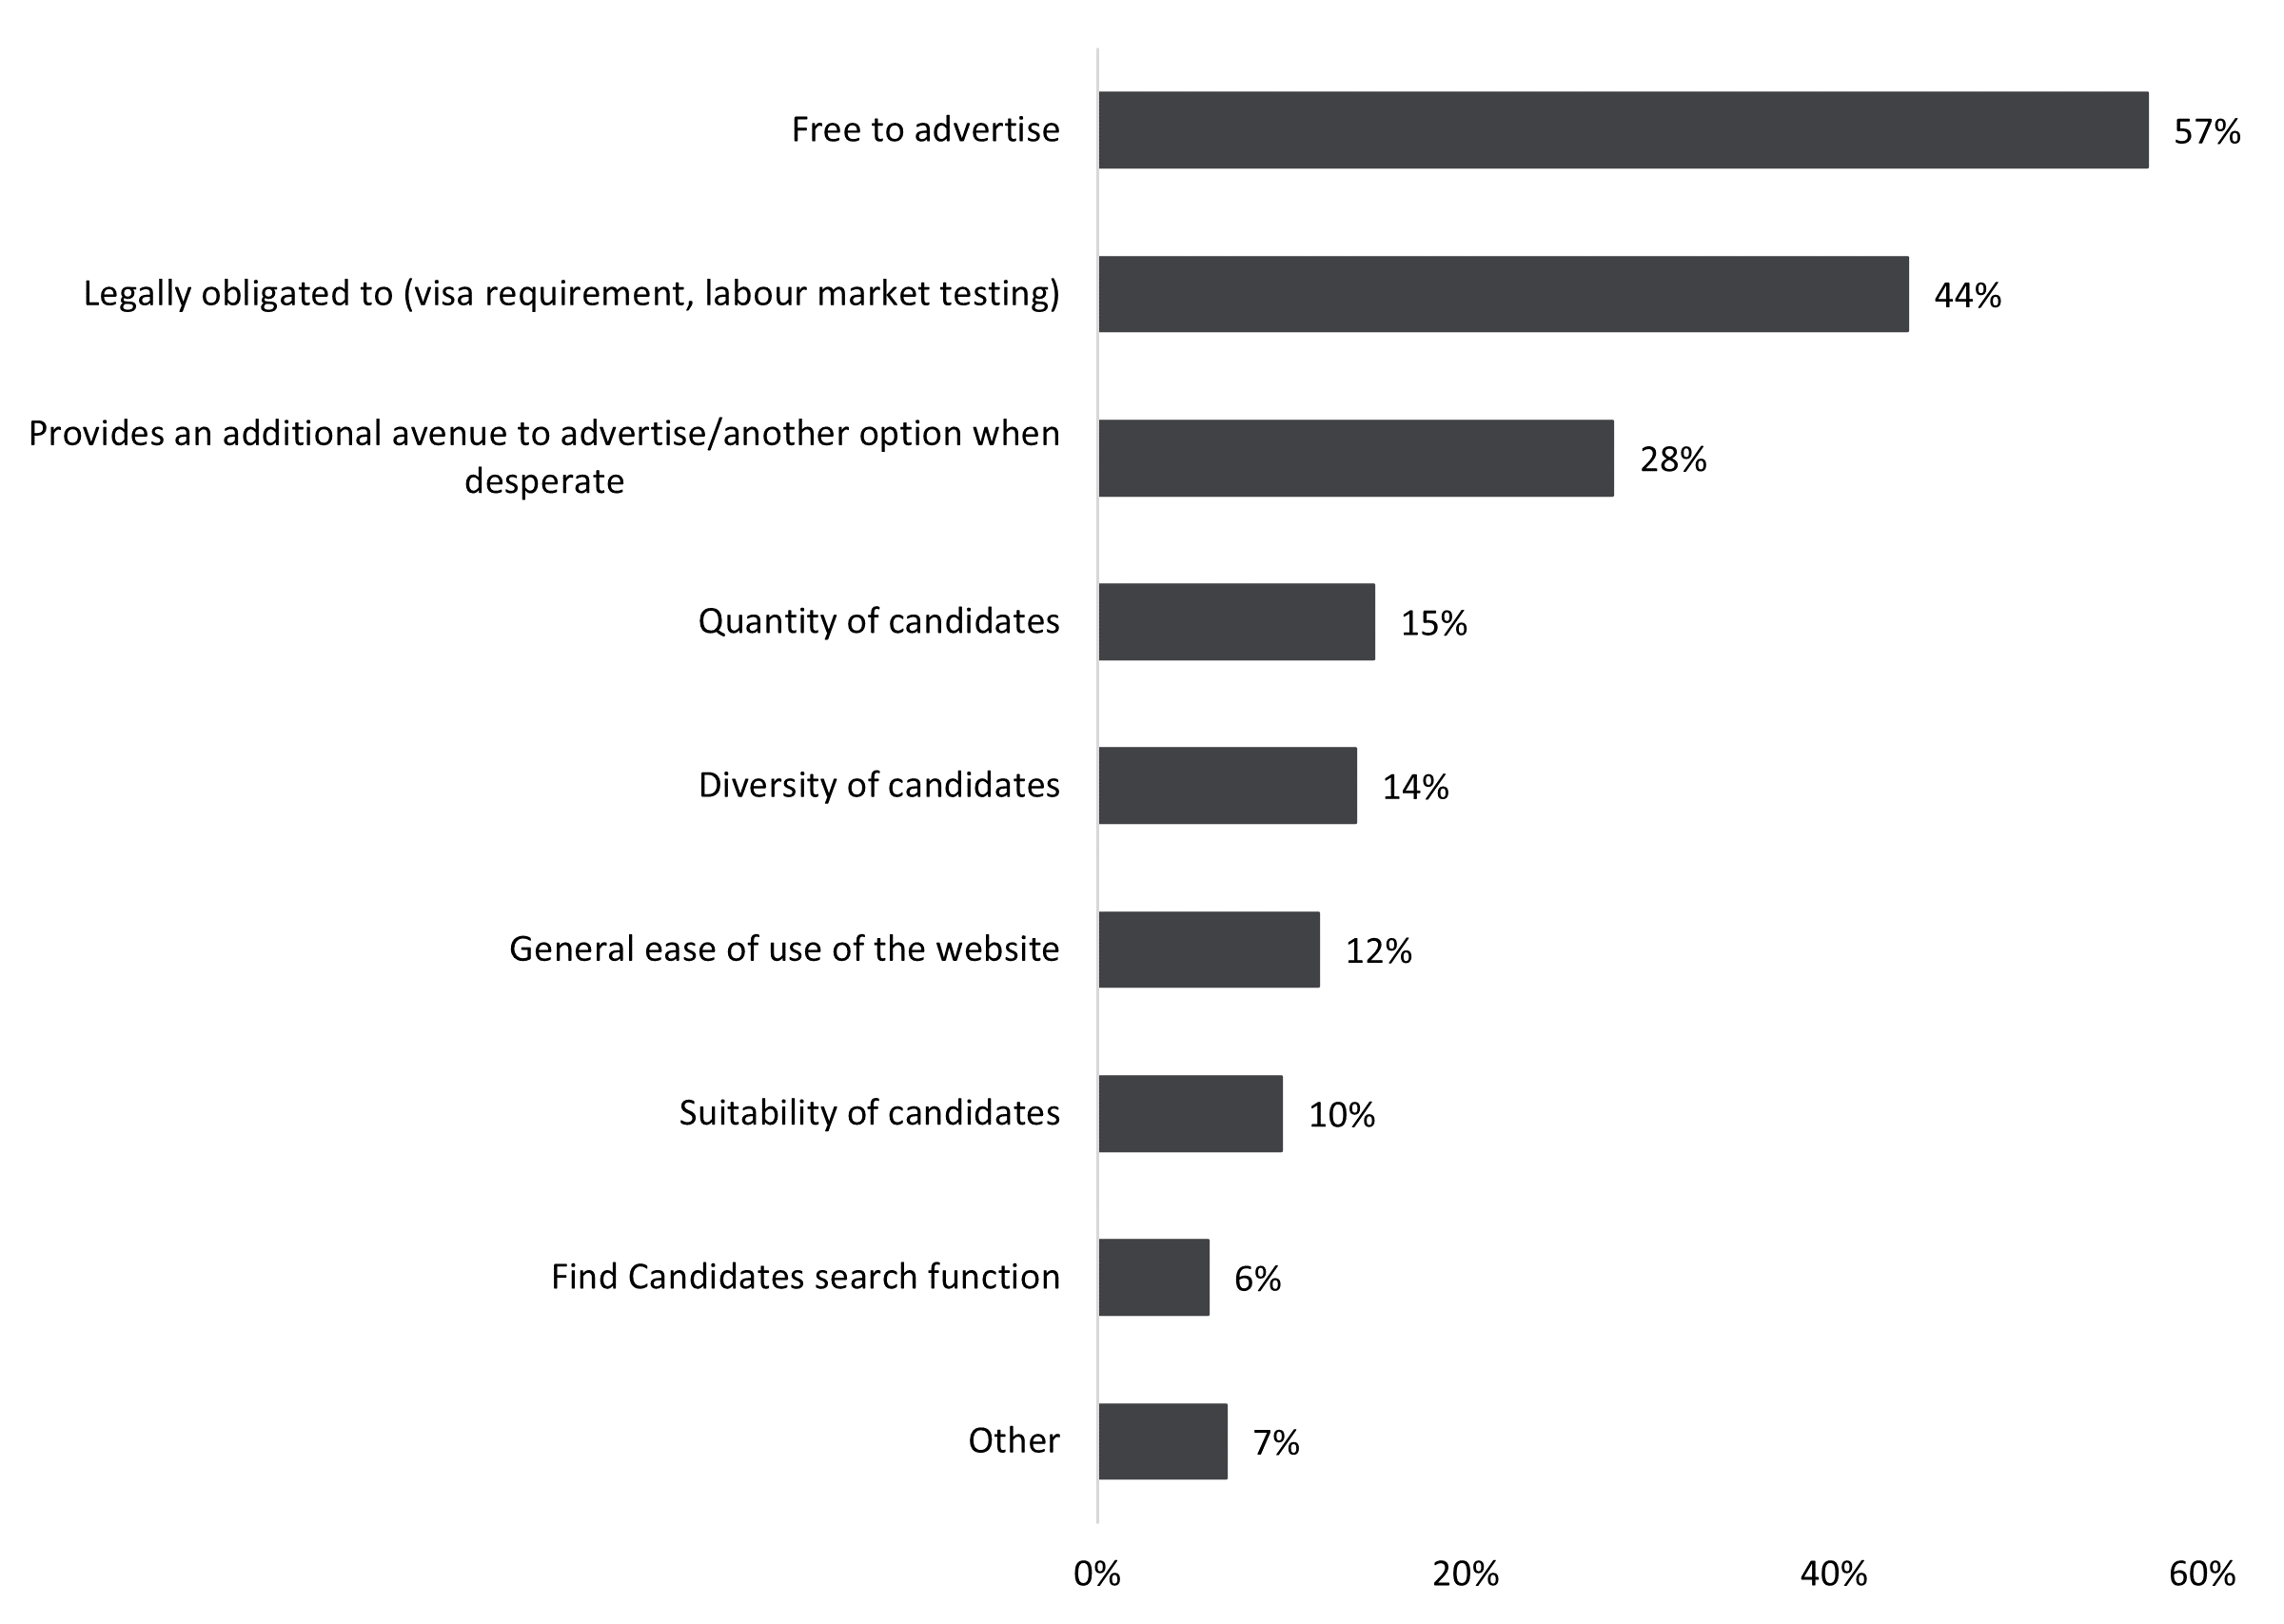 Free to advertise
57%
Legally obligated to (visa requirement, labour market testing)
44%
Provides an additional avenue to advertise/another option when
desperate
28%
Quantity of candidates
15%
Diversity of candidates
14%
General ease of use of the website
12%
Suitability of candidates
10%
Find Candidates search function
6%
Other
7%
0% 20% 40% 60%